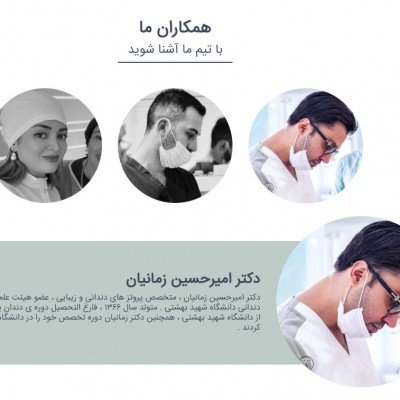 همکاران ما
با تیم ما آشنا شوید
دکتر امیرحسین زمانیان
دکتر امیرحسین زمانیان ، متخصص پروتز های دندانی و زیبایی ، عضو هیئت
دندانی دانشگاه شهید بهشتی . متولد سال ۱۳۶۶ ، فارغ التحصیل دوره ی دندان
از دانشگاه شهید بهشتی ، همچنین دکتر زمانیان دوره تخصص خود را در
کردند .